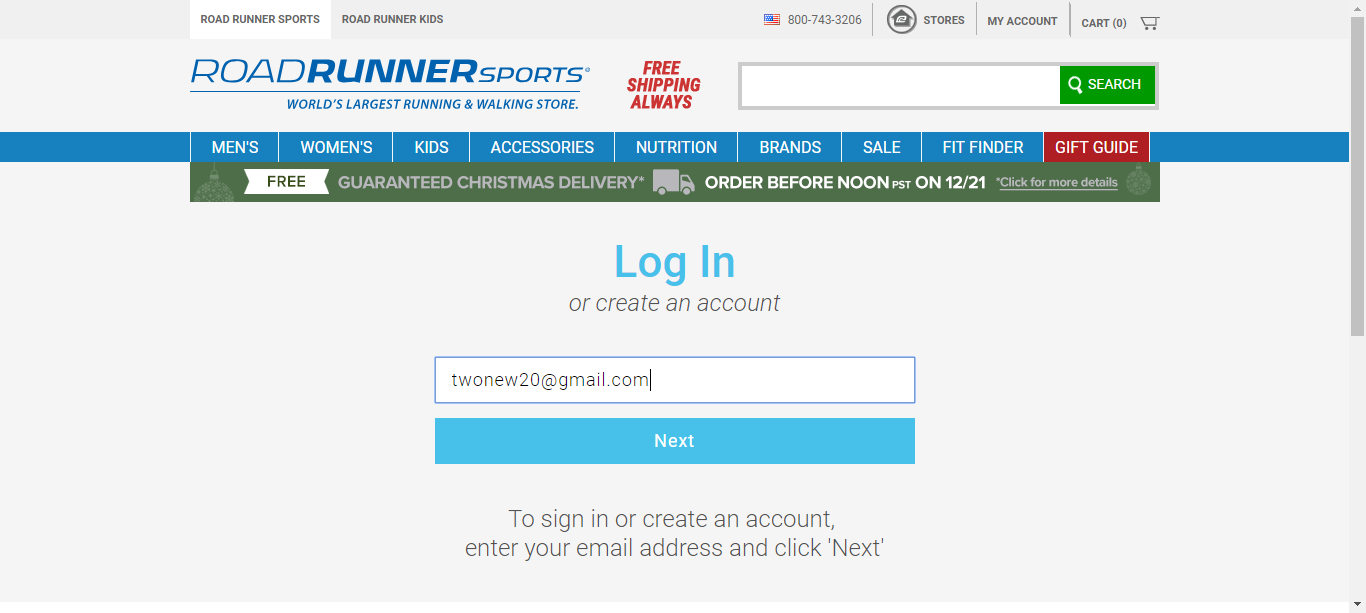 ROAD RUNNER SPORTS ROAD RUNNER KIDS 800-743-3206 STORES MY ACCOUNT CART (0)
ROADRUNNERSPORTS®
WORLD'S LARGEST RUNNING & WALKING STORE.
FREE
SHIPPING
ALWAYS
SEARCH
MEN'S WOMEN'S KIDS ACCESSORIES NUTRITION BRANDS SALE FIT FINDER GIFT GUIDE
FREE GUARANTEED CHRISTMAS DELIVERY* ORDER BEFORE NOON PST ON 12/21 *Click for more details
Log In
or create an account
twonew20@gmail.com
Next
To sign in or create an account,
enter your email address and click 'Next'